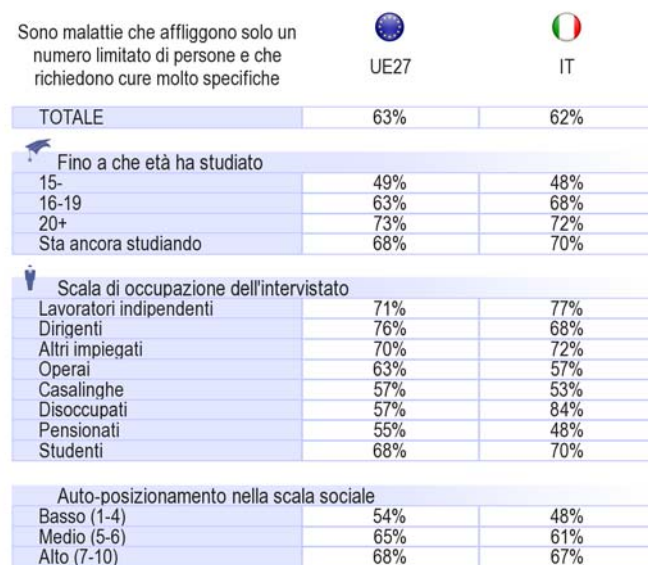 Sono malattie che affliggono solo un
numero limitato di persone e che
richiedono cure molto specifiche
UE27 IT
TOTALE 63% 62%
Fino a che età ha studiato
15- 49% 48%
16-19 63% 68%
20+ 73% 72%
Sta ancora studiando 68% 70%
Scala di occupazione dell'intervistato
Lavoratori indipendenti 71% 77%
Dirigenti 76% 68%
Altri impiegati 70% 72%
Operai 63% 57%
Casalinghe 57% 53%
Disoccupati 57% 84%
Pensionati 55% 48%
Studenti 68% 70%
Auto-posizionamento nella scala sociale
Basso (1-4) 54% 48%
Medio (5-6) 65% 61%
Alto (7-10) 68% 67%